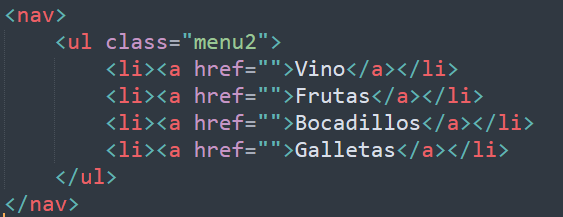 <nav>
    <ul class="menu2">
        <li><a href="">Vino</a></li>
        <li><a href="">Frutas</a></li>
        <li><a href="">Bocadillos</a></li>
        <li><a href="">Galletas</a></li>
    </ul>
</nav>